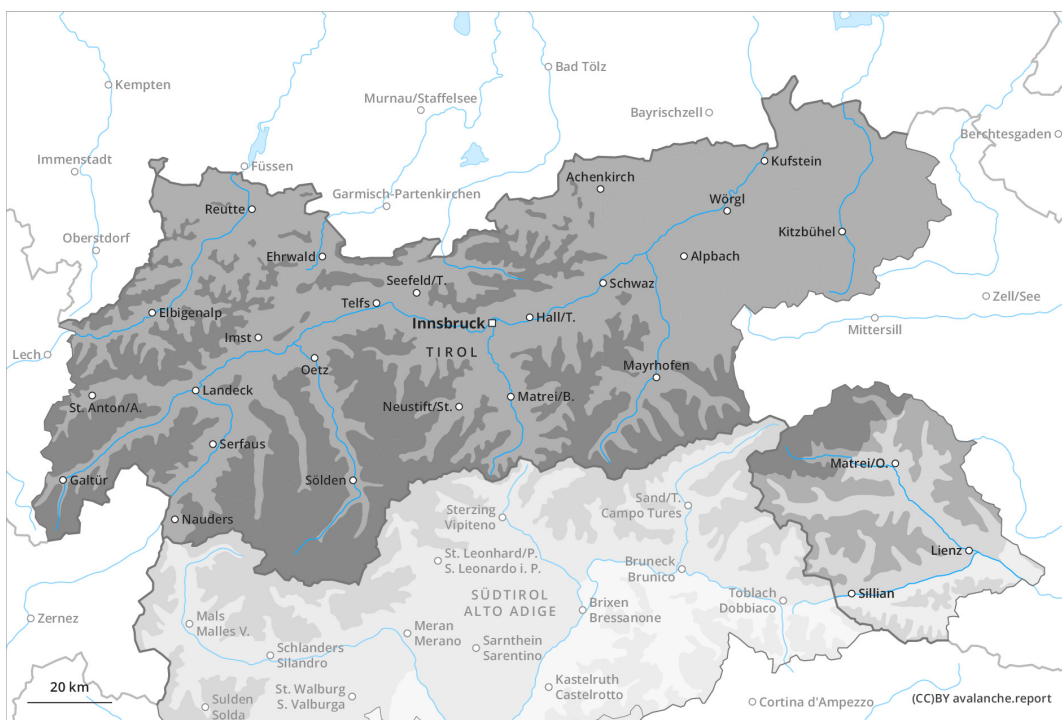 Kempten
Bad Tölz
Murnau/Staffelsee
Bayrischzell
Berchtesgaden
Immenstadt
Füssen
Kufstein
Achenkirch
Garmisch-Partenkirchen
Reutte
Wörgl
Kitzbühel
Oberstdorf
Ehrwald
Alpbach
Seefeld/T.
Schwaz
Zell/See
Telfs
Elbigenalp
Hall/T.
Innsbruck
Mittersill
Imst
Lech
TIROL
Oetz
Mayrhofen
Landeck
St. Anton/A.
Neustift/St.
Matrei/B.
Serfaus
Matrei/O.
Galtür
Sölden
Sand/T.
Campo Tures
Sterzing
Vipiteno
Nauders
Lienz
St. Leonhard/P.
S. Leonardo i. P.
Bruneck
Brunico
SÜDTIROL
ALTO ADIGE
Sillian
Toblach
Dobbiaco
Brixen
Bressanone
Zernez
Mals
Malles V.
Meran
Merano
Sarnthein
Sarentino
Schlanders
Silandro
20 km
St. Walburg
S. Valburga
Kastelruth
Castelrotto
Sulden
Solda
Cortina d'Ampezzo
(CC)BY avalanche.report